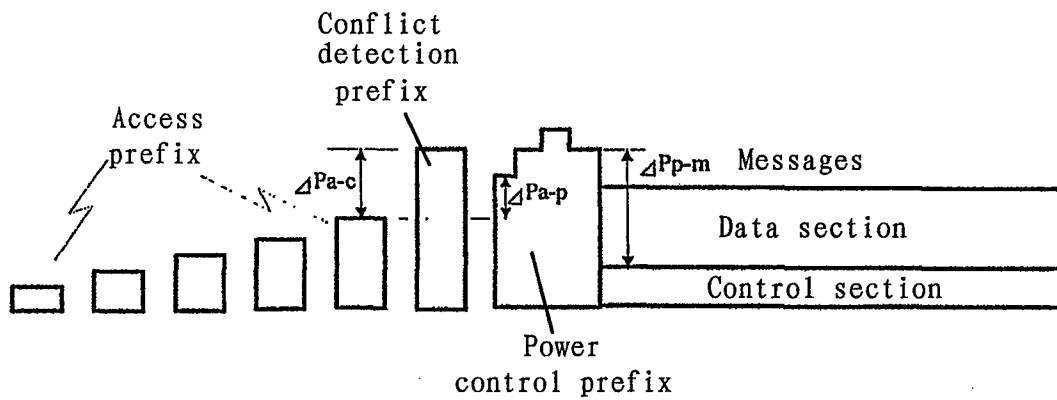 Conflict
detection
prefix
Access
prefix
⊿Pa-c
⊿Pa-p
⊿Pp-m
Messages
Data section
Control section
Power
control prefix